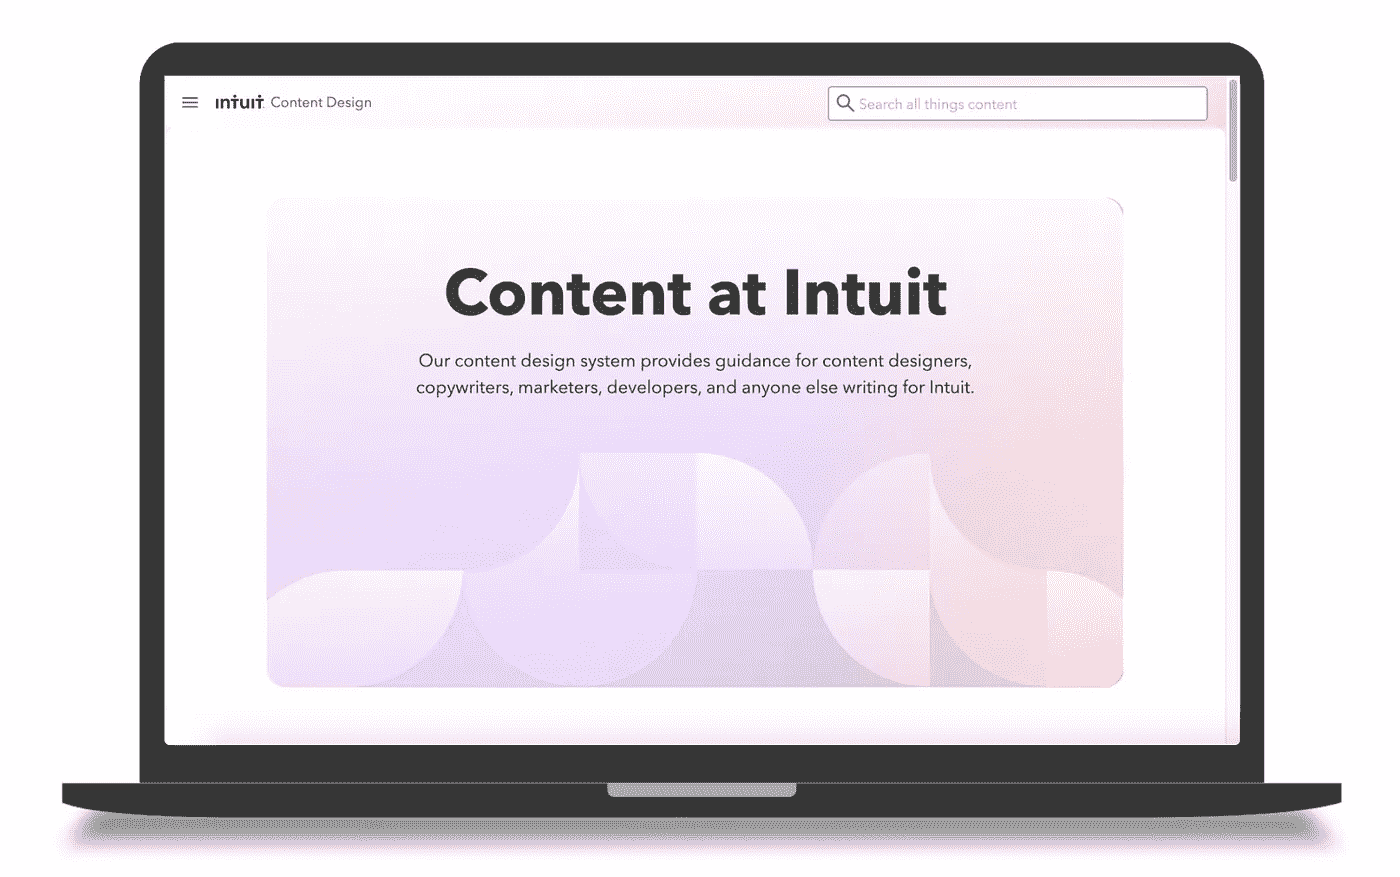 intuit Content Design
Search all things content
Content at Intuit
Our content design system provides guidance for content designers,
copywriters, marketers, developers, and anyone else writing for Intuit.